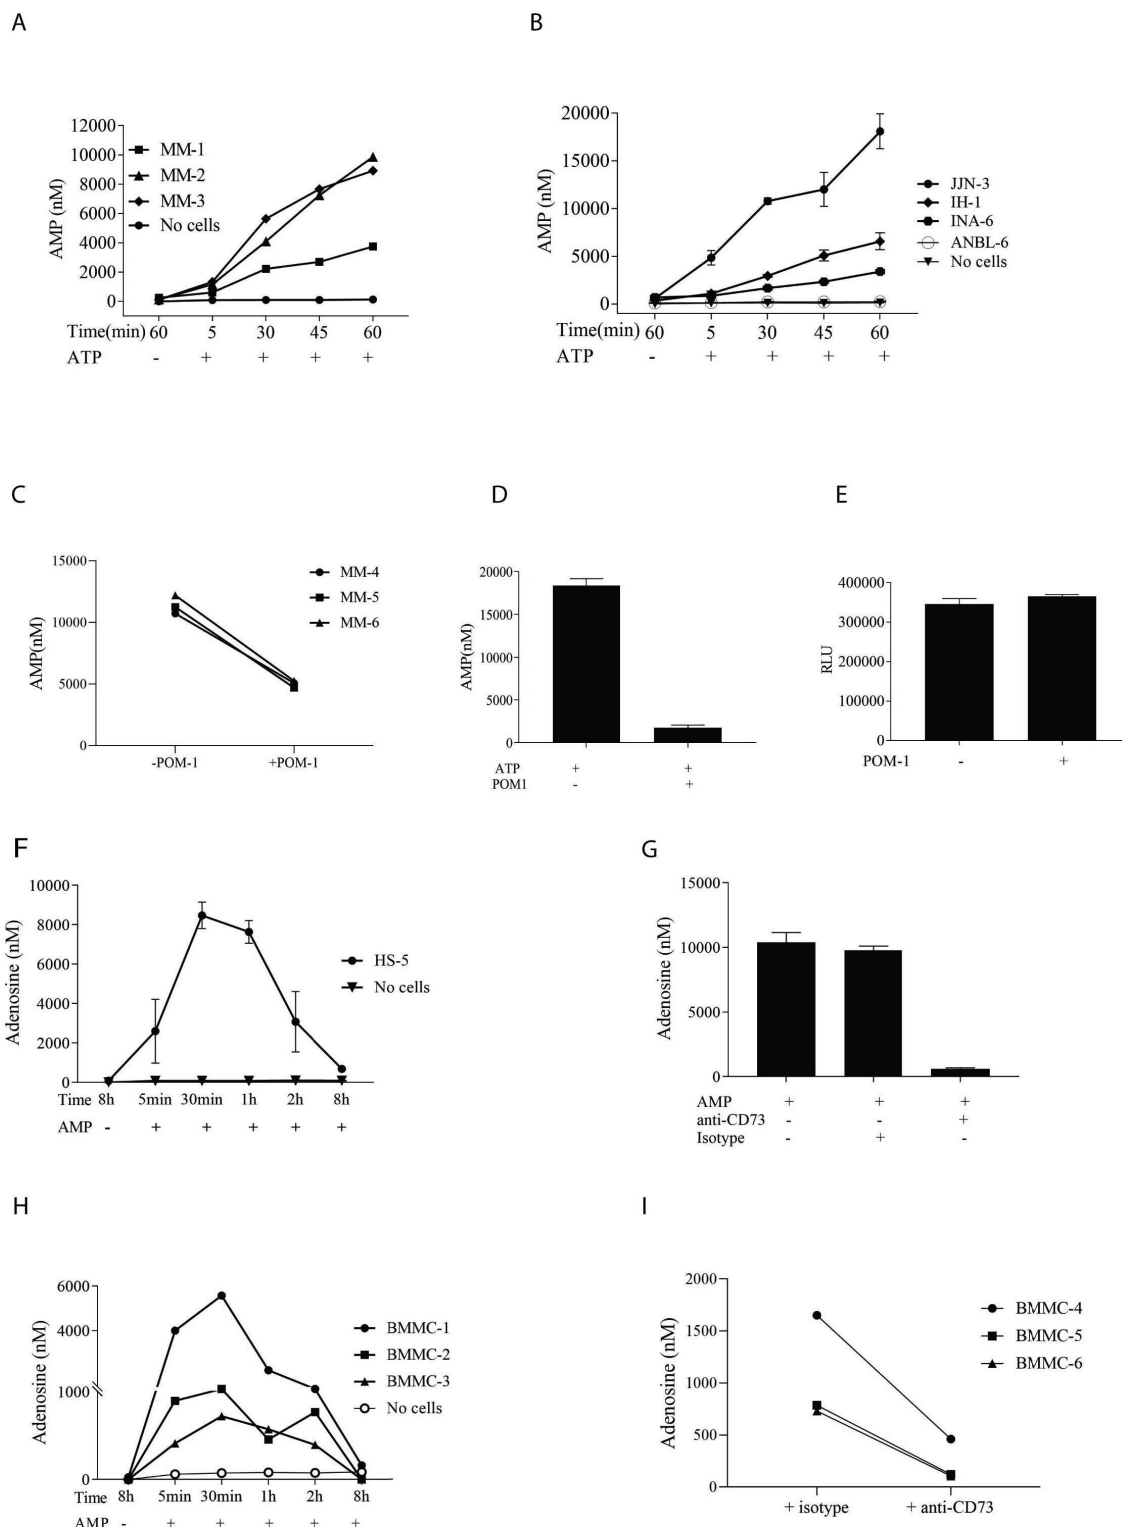 A
12000
10000
8000
6000
4000
2000
0
AMP (nM)
MM-1
MM-2
MM-3
No cells
Time(min) 60 5 30 45 60
ATP - + + + +
B
20000
15000
10000
5000
0
AMP (nM)
JJN-3
IH-1
INA-6
ANBL-6
No cells
Time(min) 60 5 30 45 60
ATP - + + + +
C
15000
10000
5000
0
AMP(nM)
MM-4
MM-5
MM-6
-POM-1 +POM-1
D
20000
15000
10000
5000
0
AMP(nM)
ATP + +
POM1 - +
E
400000
300000
200000
100000
0
RLU
POM-1 - +
F
10000
8000
6000
4000
2000
0
Adenosine (nM)
HS-5
No cells
Time 8h 5min 30min 1h 2h 8h
AMP - + + + + +
G
15000
10000
5000
0
Adenosine (nM)
AMP + + +
anti-CD73 - - +
Isotype - + -
H
6000
4000
1000
0
Adenosine (nM)
BMMC-1
BMMC-2
BMMC-3
No cells
Time 8h 5min 30min 1h 2h 8h
AMP - + + + + +
I
2000
1500
1000
500
0
Adenosine (nM)
BMMC-4
BMMC-5
BMMC-6
+ isotype + anti-CD73